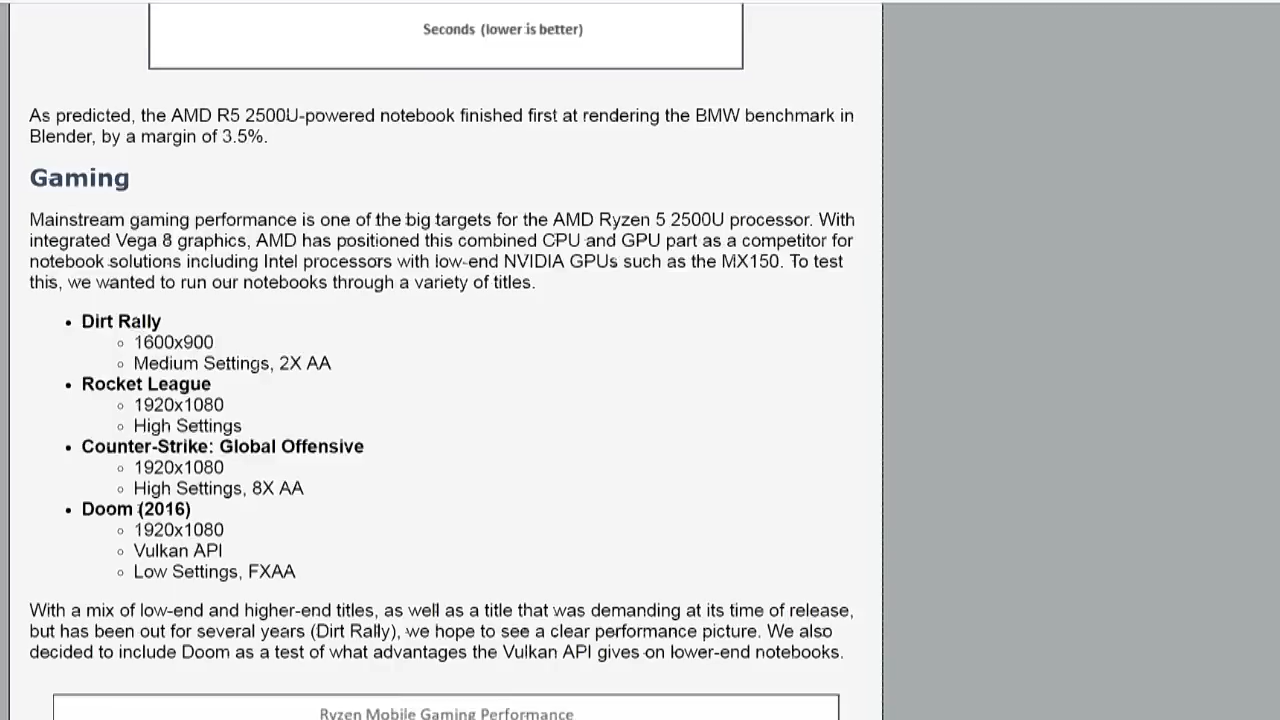 Seconds (lower is better)
As predicted, the AMD R5 2500U-powered notebook finished first at rendering the BMW benchmark in
Blender, by a margin of 3.5%.
Gaming
Mainstream gaming performance is one of the big targets for the AMD Ryzen 5 2500U processor. With
integrated Vega 8 graphics, AMD has positioned this combined CPU and GPU part as a competitor for
notebook solutions including Intel processors with low-end NVIDIA GPUs such as the MX150. To test
this, we wanted to run our notebooks through a variety of titles.
• Dirt Rally
◦ 1600x900
◦ Medium Settings, 2X AA
• Rocket League
◦ 1920x1080
◦ High Settings
• Counter-Strike: Global Offensive
◦ 1920x1080
◦ High Settings, 8X AA
• Doom (2016)
◦ 1920x1080
◦ Vulkan API
◦ Low Settings, FXAA
With a mix of low-end and higher-end titles, as well as a title that was demanding at its time of release,
but has been out for several years (Dirt Rally), we hope to see a clear performance picture. We also
decided to include Doom as a test of what advantages the Vulkan API gives on lower-end notebooks.
Ryzen Mobile Gaming Performance